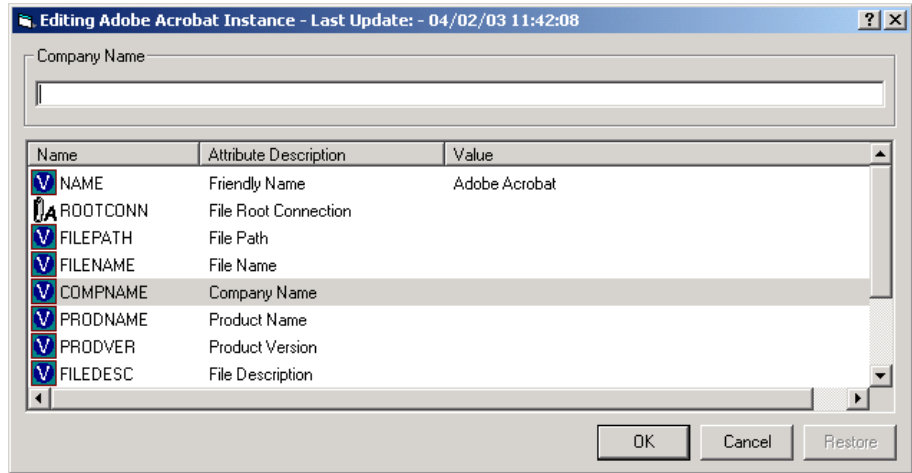 Editing Adobe Acrobat Instance - Last Update: - 04/02/03 11:42:08
Company Name
Name Attribute Description Value
V NAME Friendly Name Adobe Acrobat
A ROOTCONN File Root Connection
V FILEPATH File Path
V FILENAME File Name
V COMPNAME Company Name
V PRODNAME Product Name
V PRODVER Product Version
V FILEDESC File Description
OK Cancel Restore